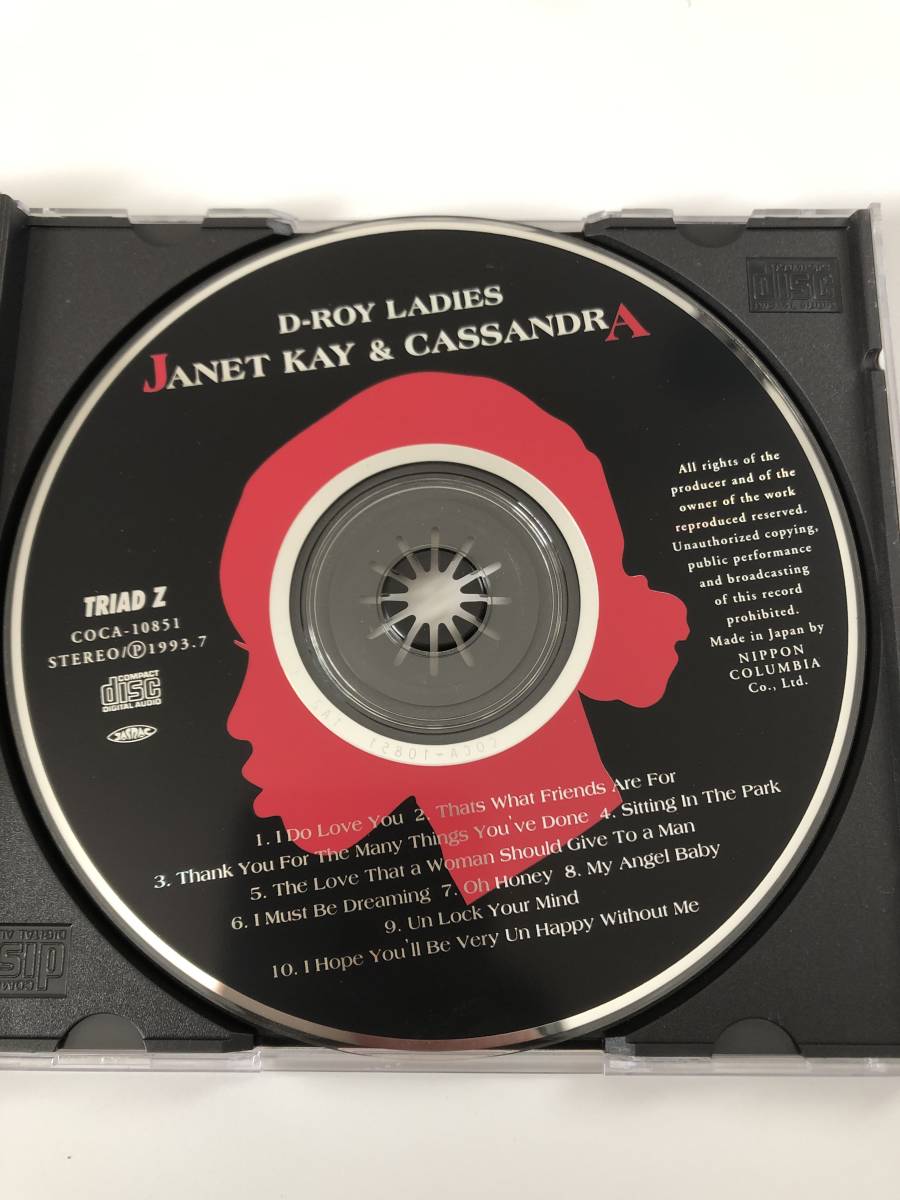 D-ROY LADIES
JANET KAY & CASSANDRA
All rights of the
producer and of the
owner of the work
reproduced reserved.
Unauthorized copying,
public performance
and broadcasting
of this record
prohibited.
Made in Japan by
NIPPON
COLUMBIA
Co., Ltd.
TRIAD Z
COCA-10851
STEREO/Ⓟ1993.7
COMPACT
disc
DIGITAL AUDIO
JASRAC
COCA-10851
1. I Do Love You 2. Thats What Friends Are For
3. Thank You For The Many Things You've Done 4. Sitting In The Park
5. The Love That a Woman Should Give To a Man
6. I Must Be Dreaming 7. Oh Honey 8. My Angel Baby
9. Un Lock Your Mind
10. I Hope You'll Be Very Un Happy Without Me
disc